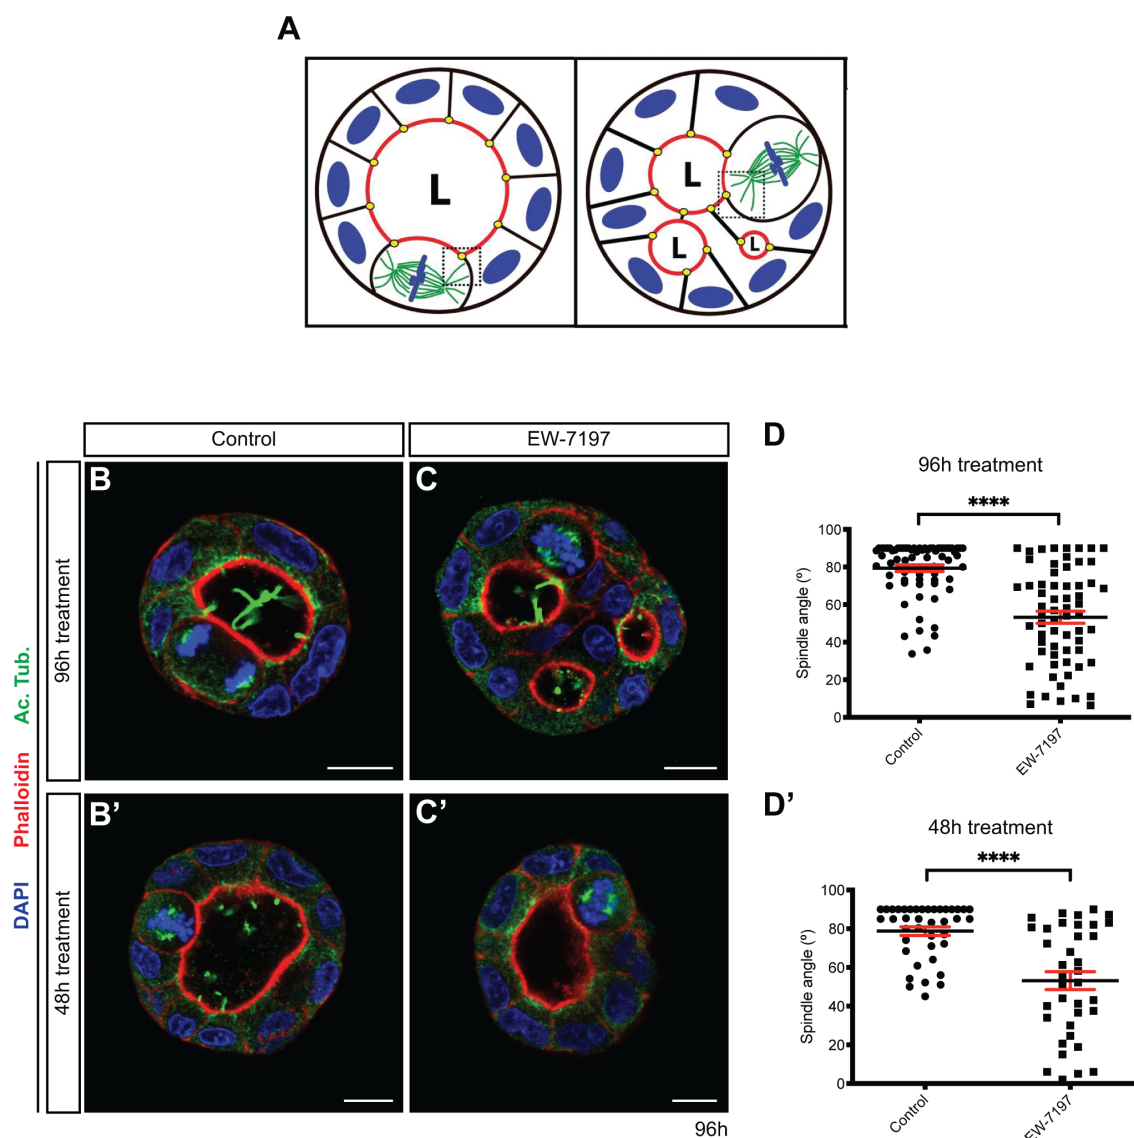 A
L
L
L
L
Control
EW-7197
DAPI Phalloidin Ac. Tub.
96h treatment
B
C
48h treatment
B’
C’
96h
D
96h treatment
****
Spindle angle (º)
100
80
60
40
20
0
Control
EW-7197
D’
48h treatment
****
Spindle angle (º)
100
80
60
40
20
0
Control
EW-7197